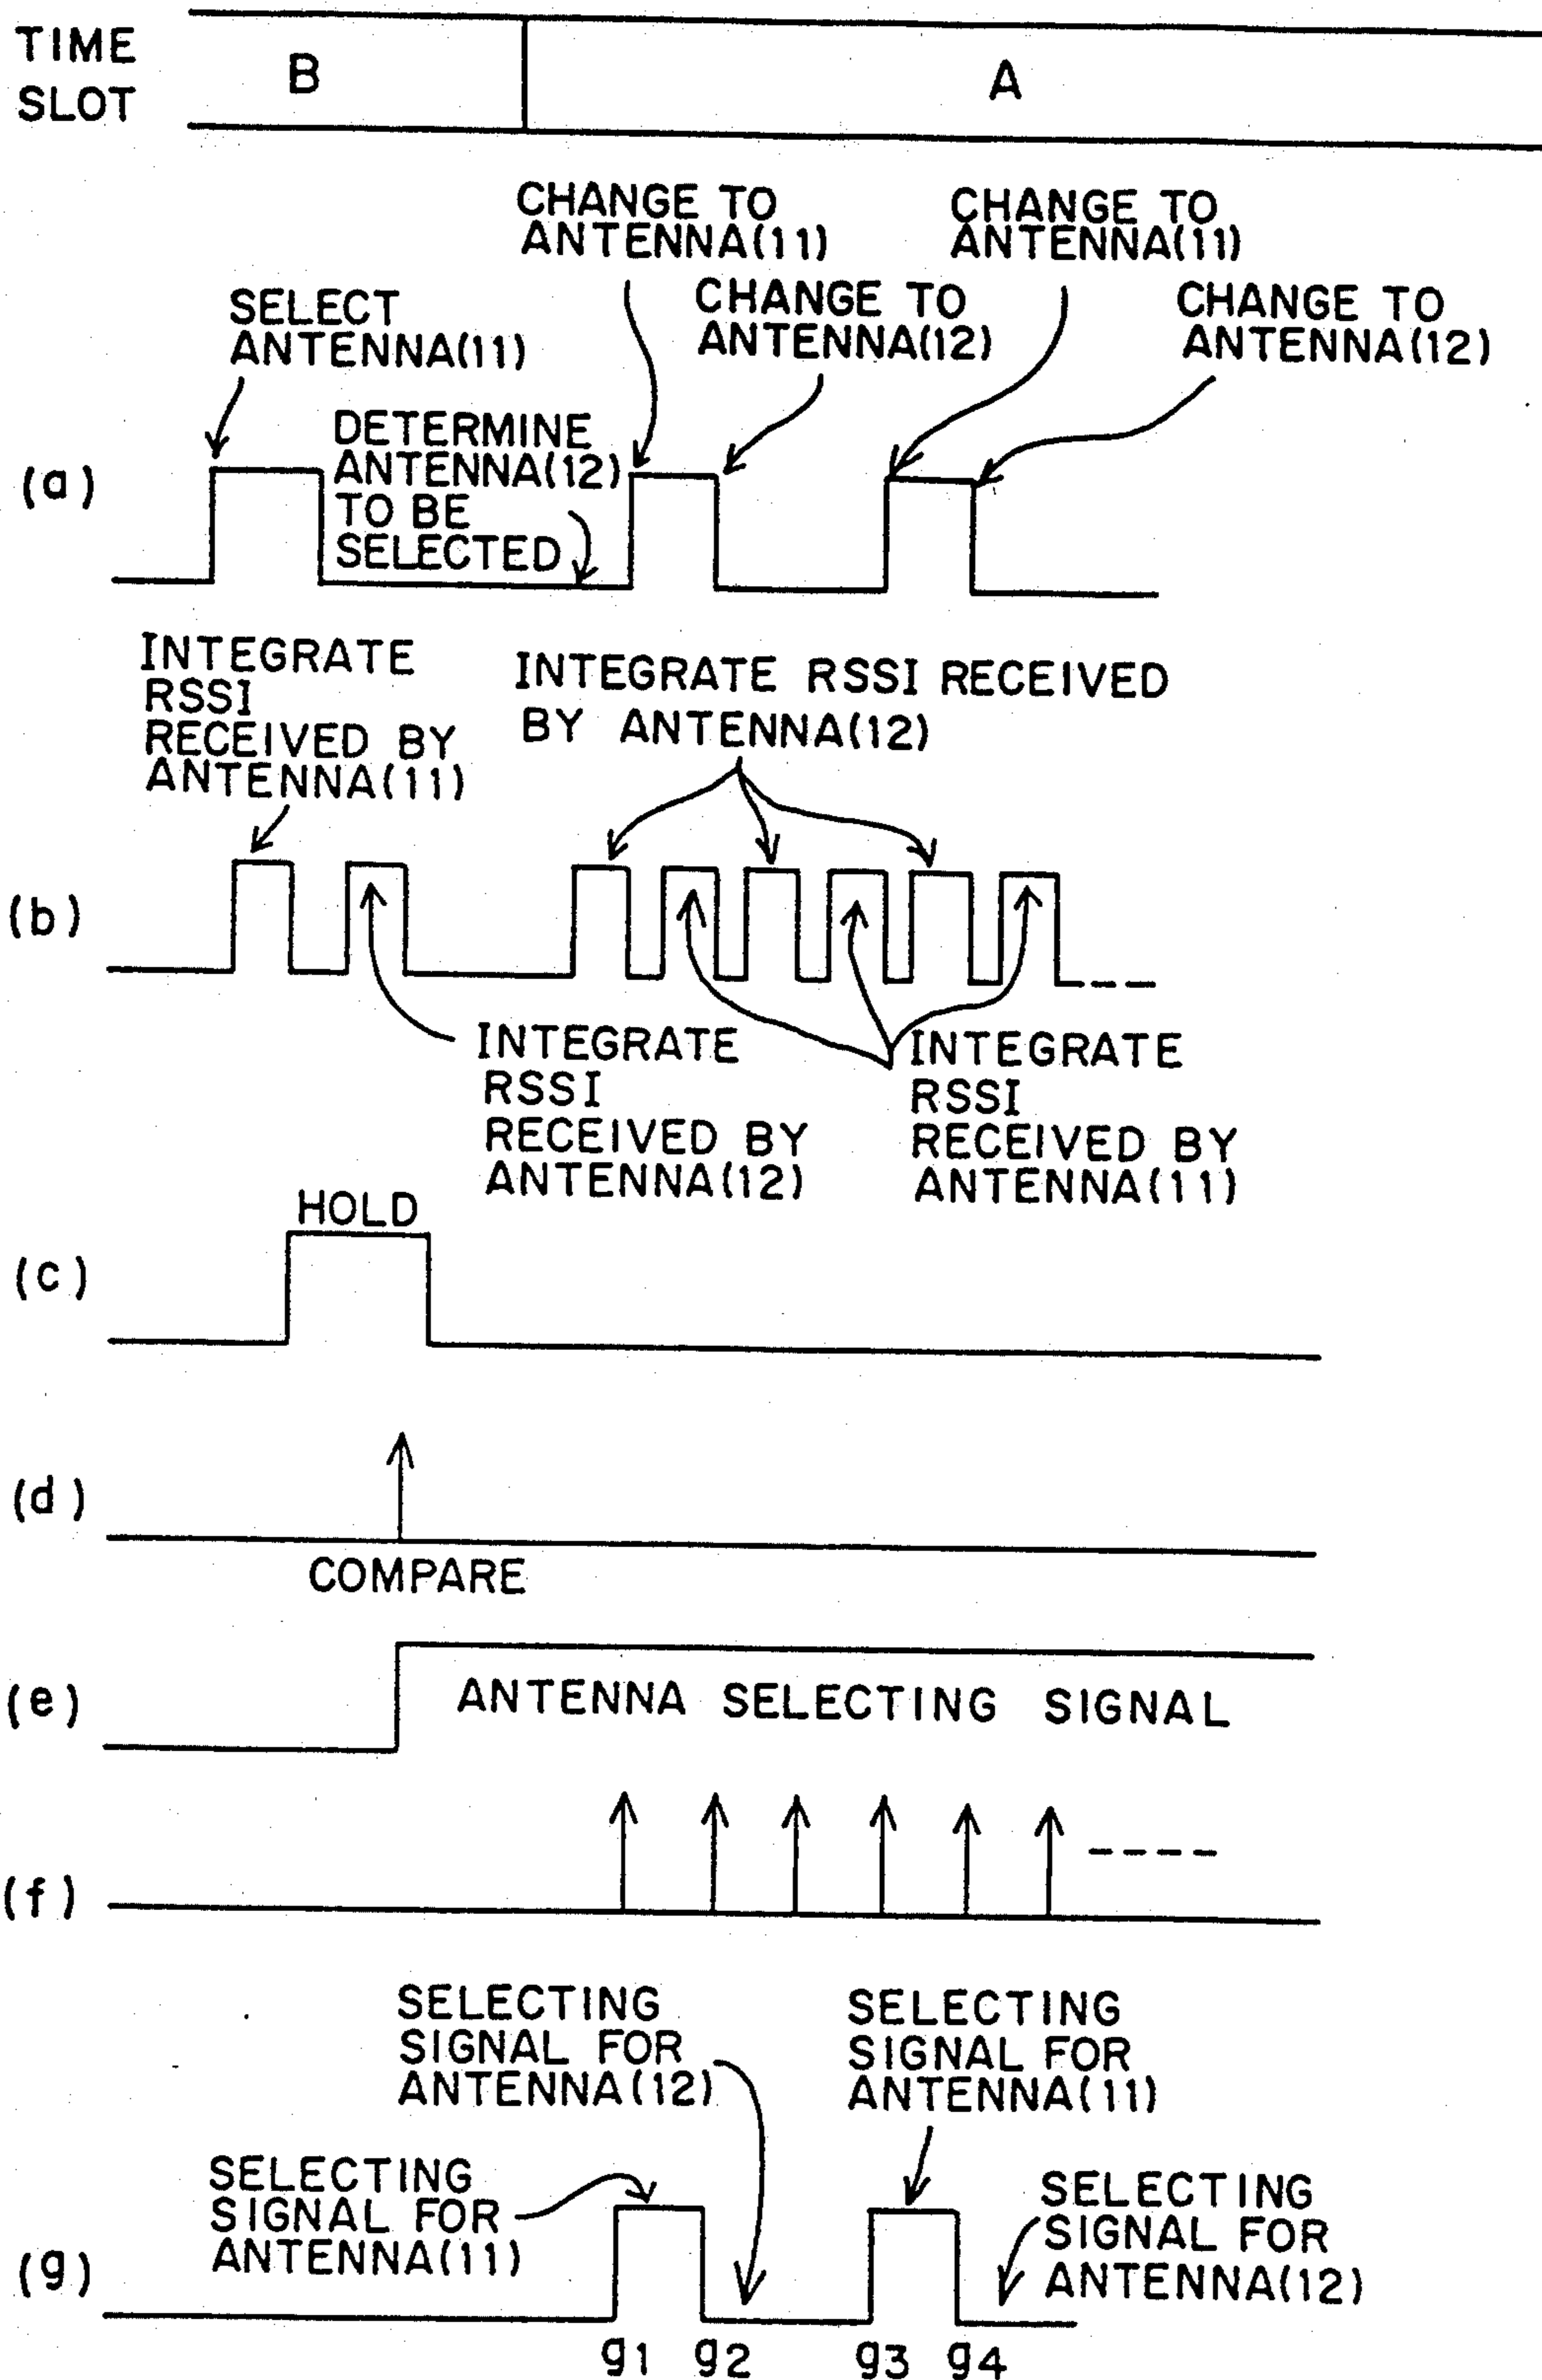 TIME
SLOT
B
A
CHANGE TO
ANTENNA(11)
CHANGE TO
ANTENNA(11)
CHANGE TO
ANTENNA(12)
CHANGE TO
ANTENNA(12)
SELECT
ANTENNA(11)
DETERMINE
ANTENNA(12)
TO BE
SELECTED
(a)
INTEGRATE
RSSI
RECEIVED BY
ANTENNA(11)
INTEGRATE RSSI RECEIVED
BY ANTENNA(12)
(b)
INTEGRATE
RSSI
RECEIVED BY
ANTENNA(12)
INTEGRATE
RSSI
RECEIVED BY
ANTENNA(11)
HOLD
(c)
(d)
COMPARE
(e)
ANTENNA SELECTING SIGNAL
(f)
SELECTING
SIGNAL FOR
ANTENNA(12)
SELECTING
SIGNAL FOR
ANTENNA(11)
SELECTING
SIGNAL FOR
ANTENNA(11)
SELECTING
SIGNAL FOR
ANTENNA(12)
(g)
g1 g2 g3 g4